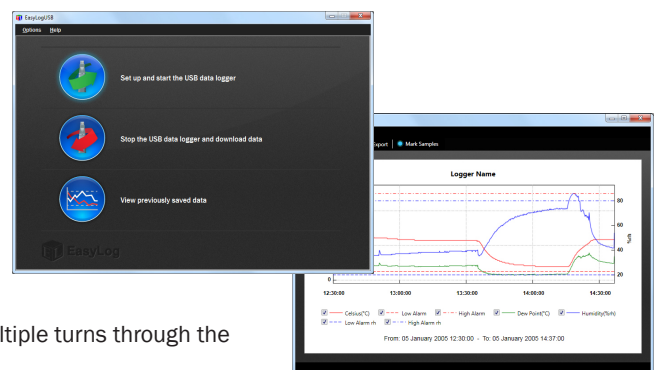 EasyLogUSB
Options Help
Set up and start the USB data logger
Stop the USB data logger and download data
View previously saved data
EasyLog
Mark Samples
Logger Name
80
60
40
20
0
%rh
12:30:00 13:00:00 13:30:00 14:00:00 14:30:00
Celsius(°C) Low Alarm High Alarm Dew Point(°C) Humidity(%rh)
Low Alarm rh High Alarm rh
From: 05 January 2005 12:30:00 - To: 05 January 2005 14:37:00
turns through the